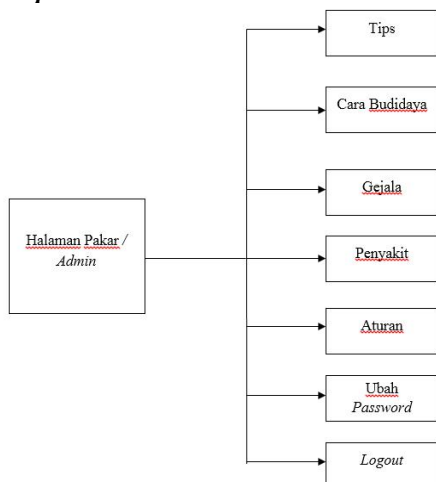 Tips
Cara Budidaya
Gejala
Halaman Pakar /
Admin
Penyakit
Aturan
Ubah
Password
Logout